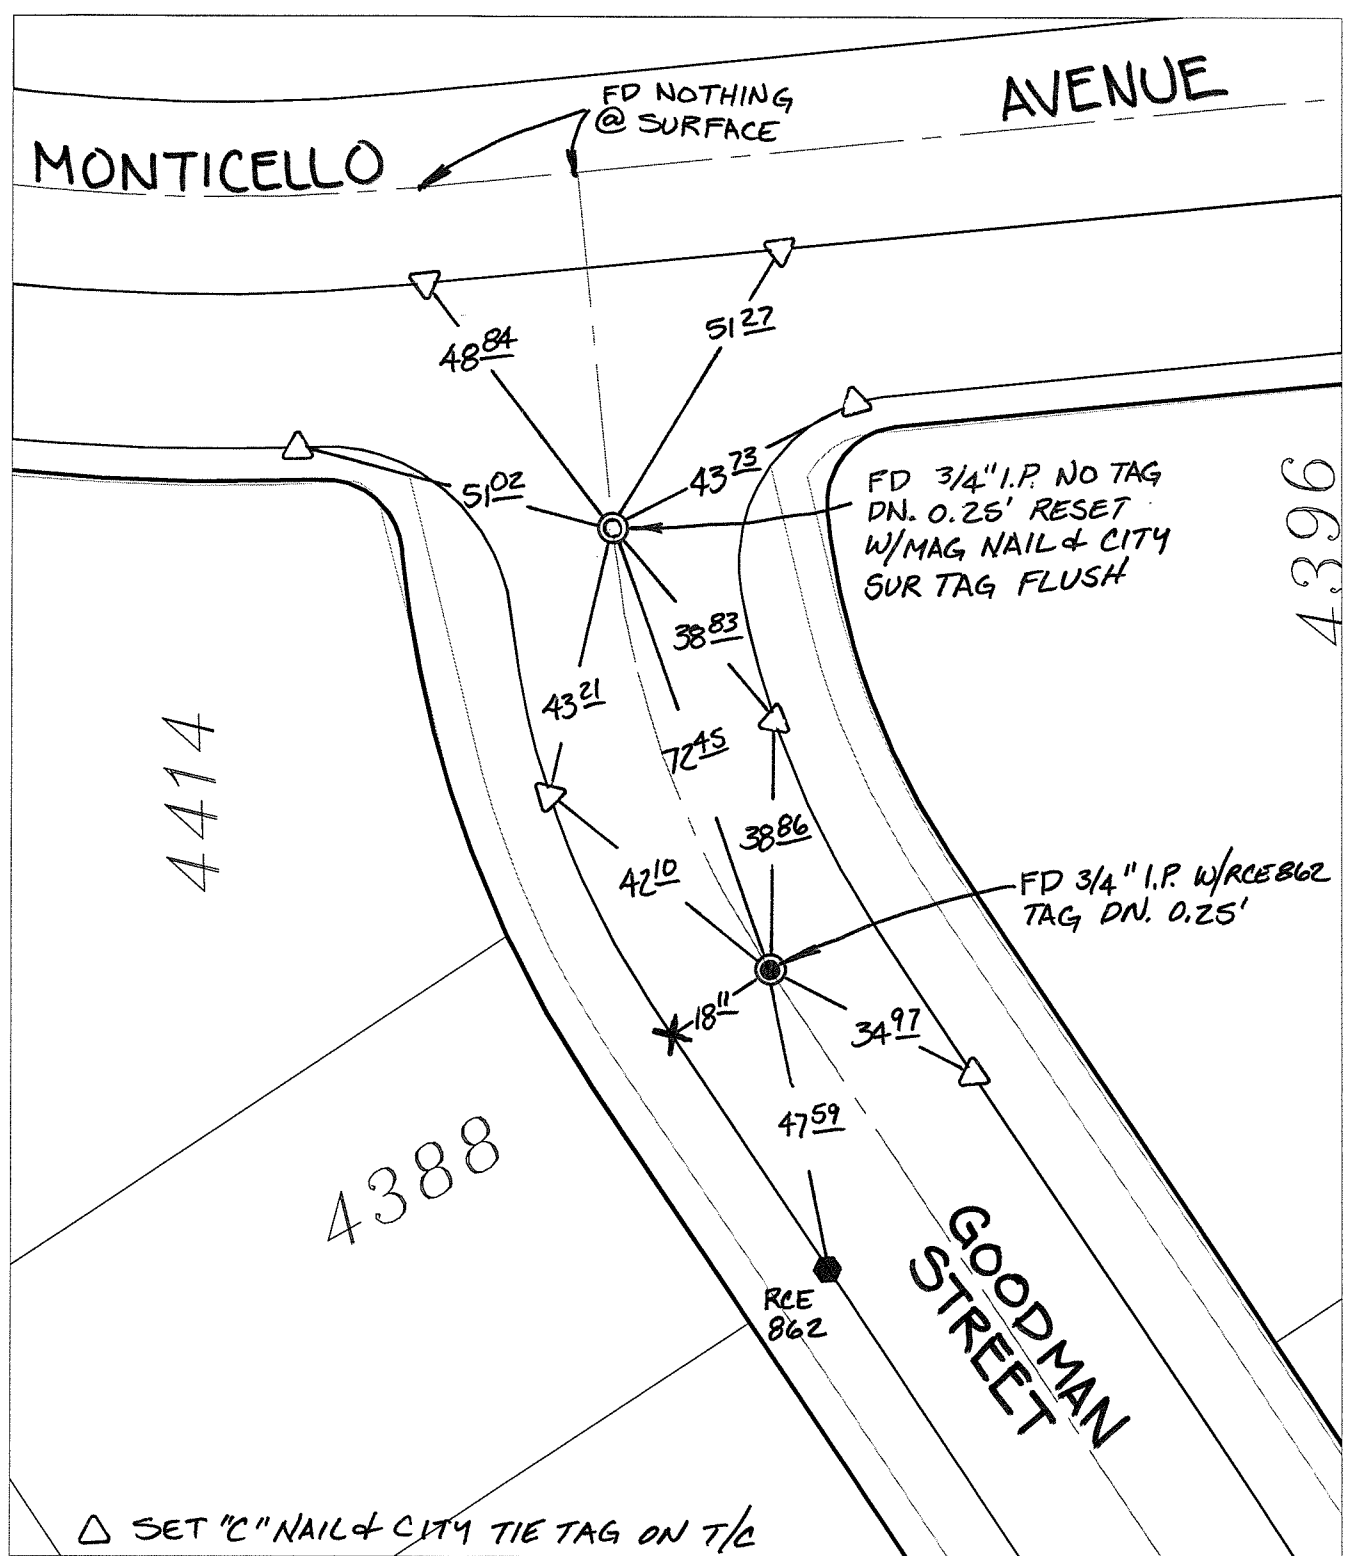 FD NOTHING
@ SURFACE
AVENUE
MONTICELLO
48 84
51 27
51 02
43 73
FD 3/4" I.P. NO TAG
DN. 0.25' RESET
W/MAG NAIL & CITY
SUR TAG FLUSH
4396
38 83
43 21
72 45
4414
38 86
42 10
FD 3/4" I.P. W/RCE 862
TAG DN. 0.25'
18 11
34 97
47 59
4388
GOODMAN
STREET
RCE
862
△ SET "C" NAIL & CITY TIE TAG ON T/C